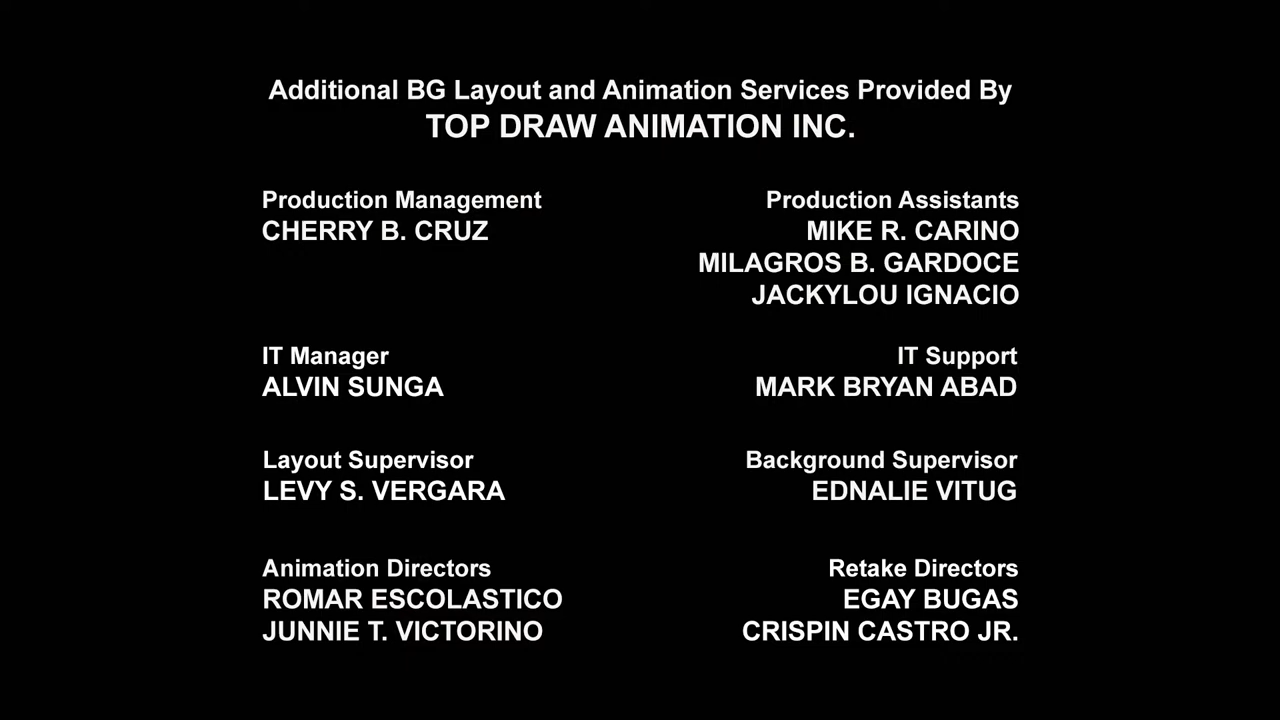 Additional BG Layout and Animation Services Provided By
TOP DRAW ANIMATION INC.
Production Management
CHERRY B. CRUZ
Production Assistants
MIKE R. CARINO
MILAGROS B. GARDOCE
JACKYLOU IGNACIO
IT Manager
ALVIN SUNGA
IT Support
MARK BRYAN ABAD
Layout Supervisor
LEVY S. VERGARA
Background Supervisor
EDNALIE VITUG
Animation Directors
ROMAR ESCOLASTICO
JUNNIE T. VICTORINO
Retake Directors
EGAY BUGAS
CRISPIN CASTRO JR.